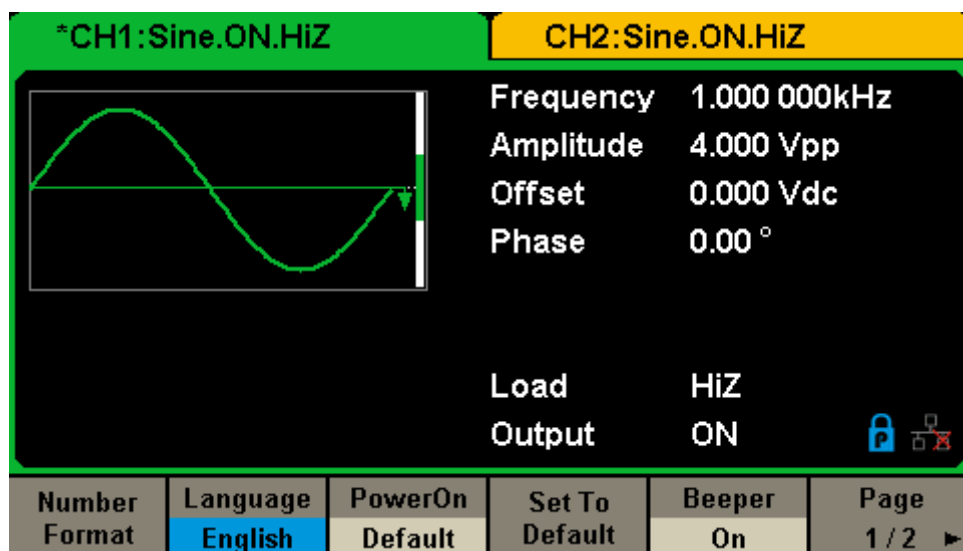 *CH1:Sine.ON.HiZ
CH2:Sine.ON.HiZ
Frequency 1.000 000kHz
Amplitude 4.000 Vpp
Offset 0.000 Vdc
Phase 0.00 °
Load HiZ
Output ON
P
Number Format
Language English
PowerOn Default
Set To Default
Beeper On
Page 1/2 ►